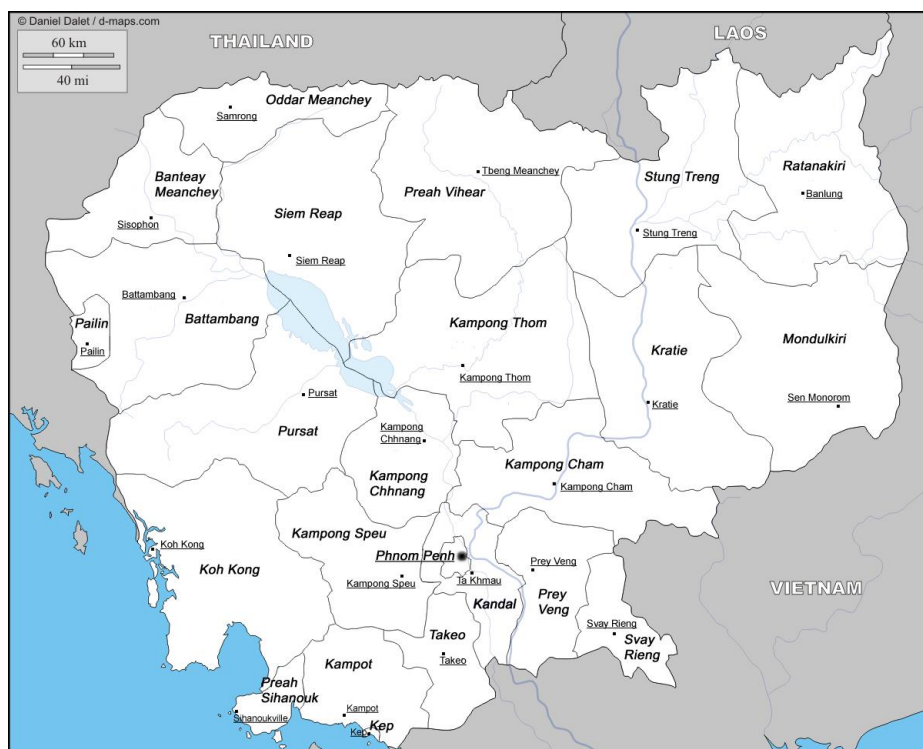 © Daniel Dalet / d-maps.com
60 km
40 mi
THAILAND
LAOS
Oddar Meanchey
Samrong
Banteay
Meanchey
Sisophon
Siem Reap
Siem Reap
Preah Vihear
Tbeng Meanchey
Stung Treng
Stung Treng
Ratanakiri
Banlung
Battambang
Battambang
Pailin
Pailin
Kampong Thom
Kampong Thom
Kratie
Kratie
Mondulkiri
Sen Monorom
Pursat
Pursat
Kampong
Chhnang
Kampong
Chhnang
Kampong Cham
Kampong Cham
Koh Kong
Koh Kong
Kampong Speu
Kampong Speu
Phnom Penh
Ta Khmau
Kandal
Prey Veng
Prey
Veng
Svay Rieng
Svay
Rieng
VIETNAM
Takeo
Takeo
Kampot
Kampot
Preah
Sihanouk
Sihanoukville
Kep
Kep